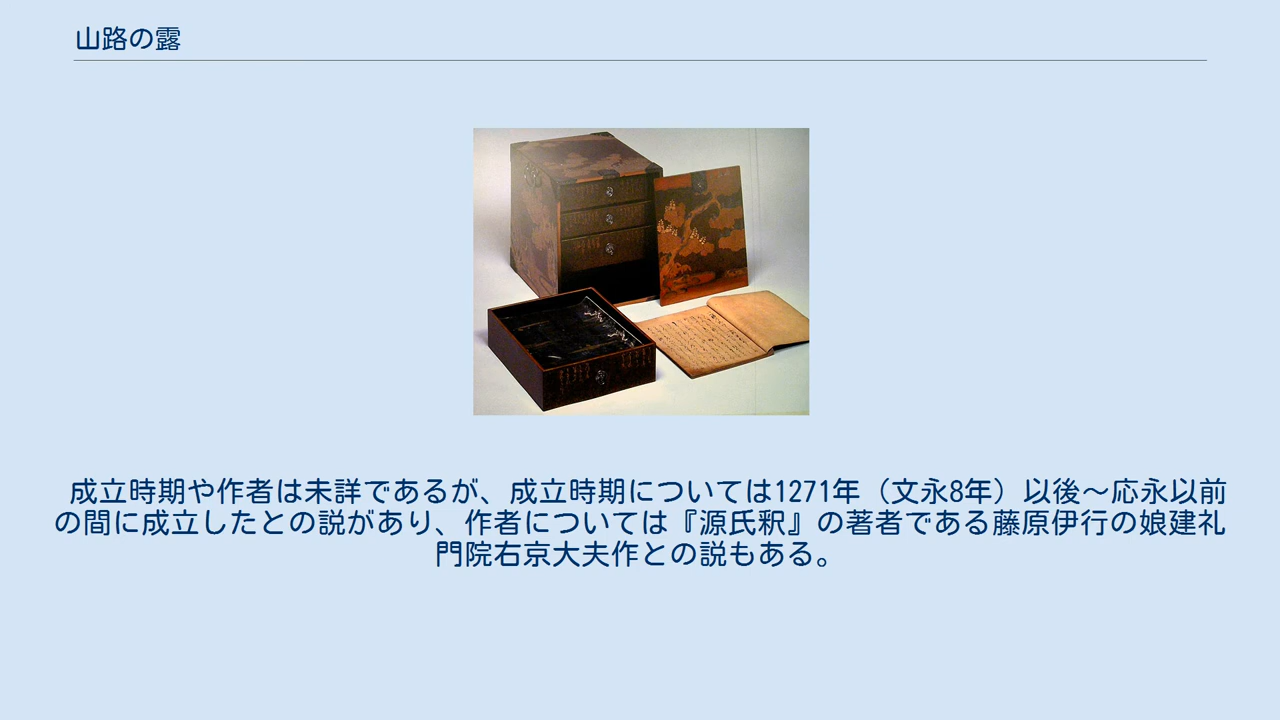 山路の露
成立時期や作者は未詳であるが、成立時期については1271年（文永8年）以後～応永以前
の間に成立したとの説があり、作者については『源氏釈』の著者である藤原伊行の娘建礼
門院右京大夫作との説もある。